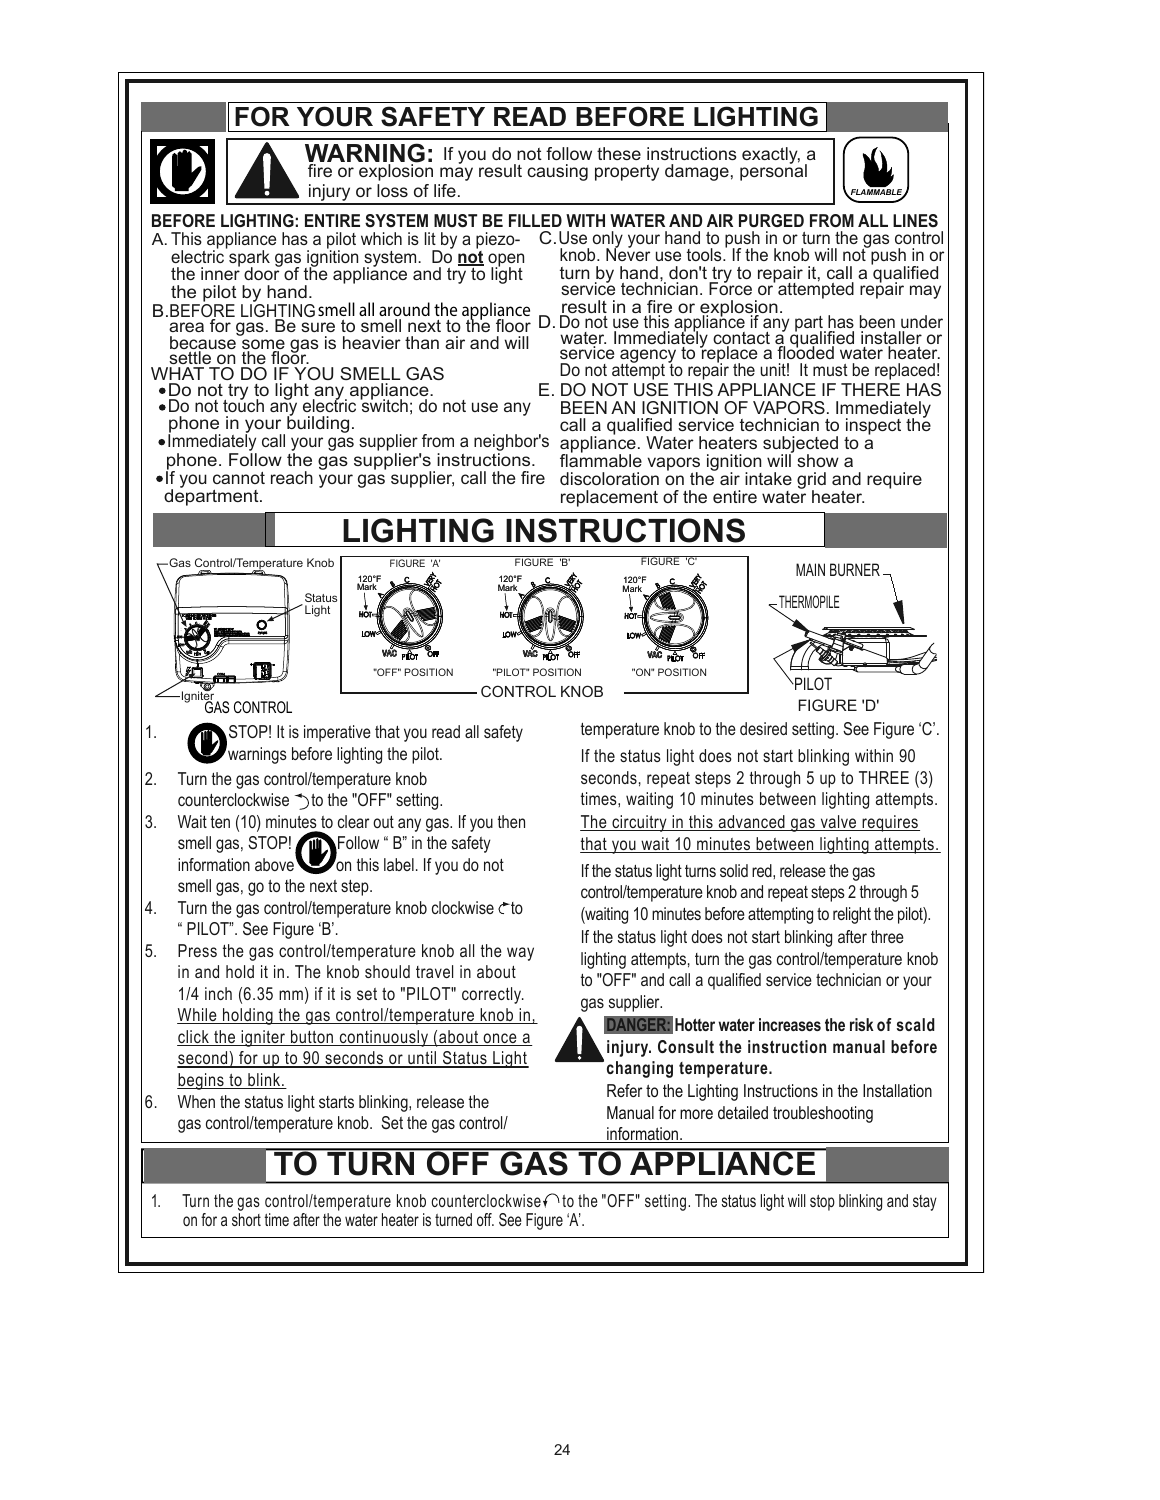 FOR YOUR SAFETY READ BEFORE LIGHTING
WARNING: If you do not follow these instructions exactly, a
fire or explosion may result causing property damage, personal
injury or loss of life.
FLAMMABLE
BEFORE LIGHTING: ENTIRE SYSTEM MUST BE FILLED WITH WATER AND AIR PURGED FROM ALL LINES
A. This appliance has a pilot which is lit by a piezo-
electric spark gas ignition system. Do not open
the inner door of the appliance and try to light
the pilot by hand.
B.BEFORE LIGHTING smell all around the appliance
area for gas. Be sure to smell next to the floor
because some gas is heavier than air and will
settle on the floor.
WHAT TO DO IF YOU SMELL GAS
•Do not try to light any appliance.
•Do not touch any electric switch; do not use any
phone in your building.
•Immediately call your gas supplier from a neighbor's
phone. Follow the gas supplier's instructions.
•If you cannot reach your gas supplier, call the fire
department.
C.Use only your hand to push in or turn the gas control
knob. Never use tools. If the knob will not push in or
turn by hand, don't try to repair it, call a qualified
service technician. Force or attempted repair may
result in a fire or explosion.
D. Do not use this appliance if any part has been under
water. Immediately contact a qualified installer or
service agency to replace a flooded water heater.
Do not attempt to repair the unit! It must be replaced!
E. DO NOT USE THIS APPLIANCE IF THERE HAS
BEEN AN IGNITION OF VAPORS. Immediately
call a qualified service technician to inspect the
appliance. Water heaters subjected to a
flammable vapors ignition will show a
discoloration on the air intake grid and require
replacement of the entire water heater.
LIGHTING INSTRUCTIONS
Gas Control/Temperature Knob
Status
Light
Igniter
GAS CONTROL
FIGURE 'A'
120°F
Mark
HOT
LOW
VAC
PILOT
OFF
C
VERY
HOT
"OFF" POSITION
FIGURE 'B'
120°F
Mark
HOT
LOW
VAC
PILOT
OFF
C
VERY
HOT
"PILOT" POSITION
FIGURE 'C'
120°F
Mark
HOT
LOW
VAC
PILOT
OFF
C
VERY
HOT
"ON" POSITION
CONTROL KNOB
MAIN BURNER
THERMOPILE
PILOT
FIGURE 'D'
1. STOP! It is imperative that you read all safety
warnings before lighting the pilot.
2. Turn the gas control/temperature knob
counterclockwise to the "OFF" setting.
3. Wait ten (10) minutes to clear out any gas. If you then
smell gas, STOP! Follow “ B” in the safety
information above on this label. If you do not
smell gas, go to the next step.
4. Turn the gas control/temperature knob clockwise to
“ PILOT”. See Figure ‘B’.
5. Press the gas control/temperature knob all the way
in and hold it in. The knob should travel in about
1/4 inch (6.35 mm) if it is set to "PILOT" correctly.
While holding the gas control/temperature knob in,
click the igniter button continuously (about once a
second) for up to 90 seconds or until Status Light
begins to blink.
6. When the status light starts blinking, release the
gas control/temperature knob. Set the gas control/
temperature knob to the desired setting. See Figure ‘C’.
If the status light does not start blinking within 90
seconds, repeat steps 2 through 5 up to THREE (3)
times, waiting 10 minutes between lighting attempts.
The circuitry in this advanced gas valve requires
that you wait 10 minutes between lighting attempts.
If the status light turns solid red, release the gas
control/temperature knob and repeat steps 2 through 5
(waiting 10 minutes before attempting to relight the pilot).
If the status light does not start blinking after three
lighting attempts, turn the gas control/temperature knob
to "OFF" and call a qualified service technician or your
gas supplier.
DANGER: Hotter water increases the risk of scald
injury. Consult the instruction manual before
changing temperature.
Refer to the Lighting Instructions in the Installation
Manual for more detailed troubleshooting
information.
TO TURN OFF GAS TO APPLIANCE
1. Turn the gas control/temperature knob counterclockwise to the "OFF" setting. The status light will stop blinking and stay
on for a short time after the water heater is turned off. See Figure ‘A’.
24